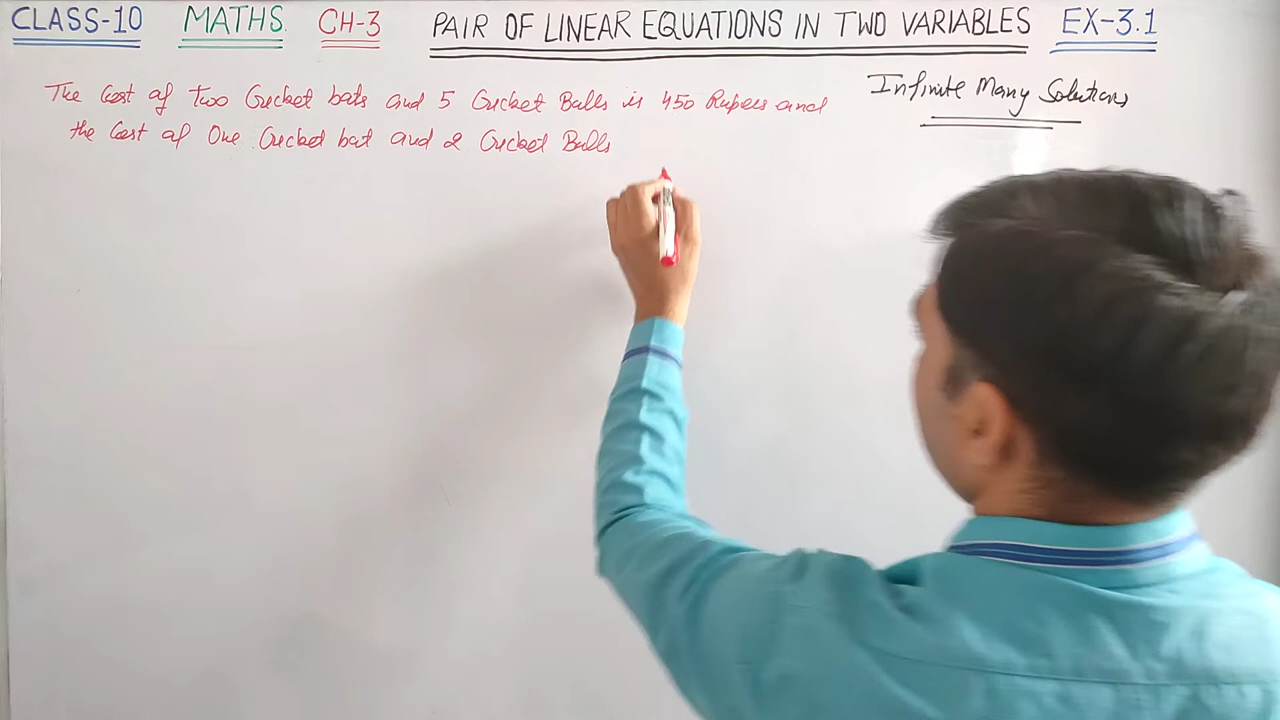 CLASS-10 MATHS CH-3 PAIR OF LINEAR EQUATIONS IN TWO VARIABLES EX-3.1
Infinite Many Solutions
The Cost of two Cricket bats and 5 Cricket Balls is 450 Rupees and
the Cost of One Cricket bat and 2 Cricket Balls